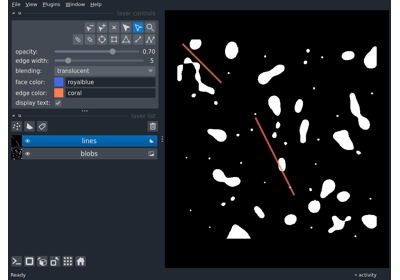 File View Plugins Window Help
layer controls
opacity: 0.70
edge width: 5
blending: translucent
face color: royalblue
edge color: coral
display text:
layer list
lines
blobs
Ready
activity